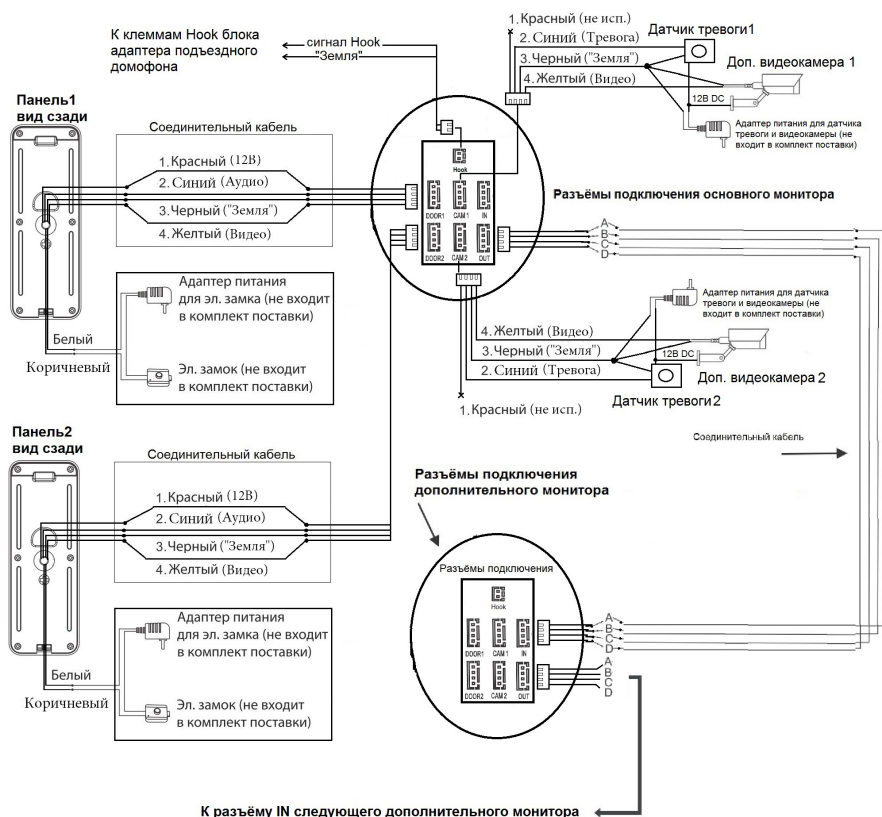 К клеммам Hook блока
адаптера подъездного
домофона
сигнал Hook
"Земля"
1. Красный (не исп.)
2. Синий (Тревога)
3. Черный ("Земля")
4. Желтый (Видео)
Датчик тревоги1
Доп. видеокамера 1
12В DC
Адаптер питания для датчика
тревоги и видеокамеры (не
входит в комплект поставки)
Панель1
вид сзади
Соединительный кабель
1. Красный (12В)
2. Синий (Аудио)
3. Черный ("Земля")
4. Желтый (Видео)
Hook
DOOR1 CAM 1 IN
DOOR2 CAM 2 OUT
Разъёмы подключения основного монитора
A
B
C
D
Адаптер питания
для эл. замка (не входит
в комплект поставки)
Белый
Коричневый
Эл. замок (не входит
в комплект поставки)
Адаптер питания для датчика
тревоги и видеокамеры (не
входит в комплект поставки)
4. Желтый (Видео)
3. Черный ("Земля")
2. Синий (Тревога)
1. Красный (не исп.)
12В DC
Доп. видеокамера 2
Датчик тревоги2
Соединительный кабель
Панель2
вид сзади
Соединительный кабель
1. Красный (12В)
2. Синий (Аудио)
3. Черный ("Земля")
4. Желтый (Видео)
Разъёмы подключения
дополнительного монитора
Разъёмы подключения
Hook
DOOR1 CAM 1 IN
DOOR2 CAM 2 OUT
A
B
C
D
A
B
C
D
Адаптер питания
для эл. замка (не входит
в комплект поставки)
Белый
Коричневый
Эл. замок (не входит
в комплект поставки)
К разъёму IN следующего дополнительного монитора